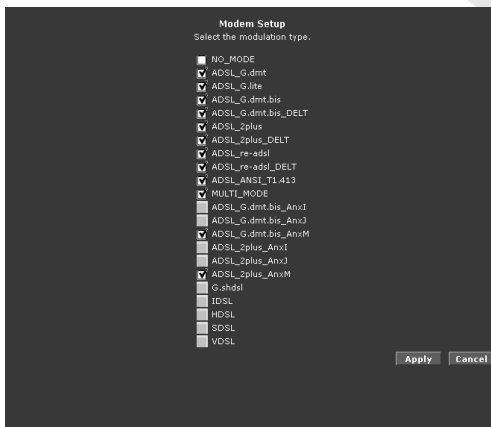 Modem Setup
Select the modulation type.
NO_MODE
ADSL_G.dmt
ADSL_G.lite
ADSL_G.dmt.bis
ADSL_G.dmt.bis_DELT
ADSL_2plus
ADSL_2plus_DELT
ADSL_re-adsl
ADSL_re-adsl_DELT
ADSL_ANSI_T1.413
MULTI_MODE
ADSL_G.dmt.bis_AnxI
ADSL_G.dmt.bis_AnxJ
ADSL_G.dmt.bis_AnxM
ADSL_2plus_AnxI
ADSL_2plus_AnxJ
ADSL_2plus_AnxM
G.shdsl
IDSL
HDSL
SDSL
VDSL
Apply Cancel